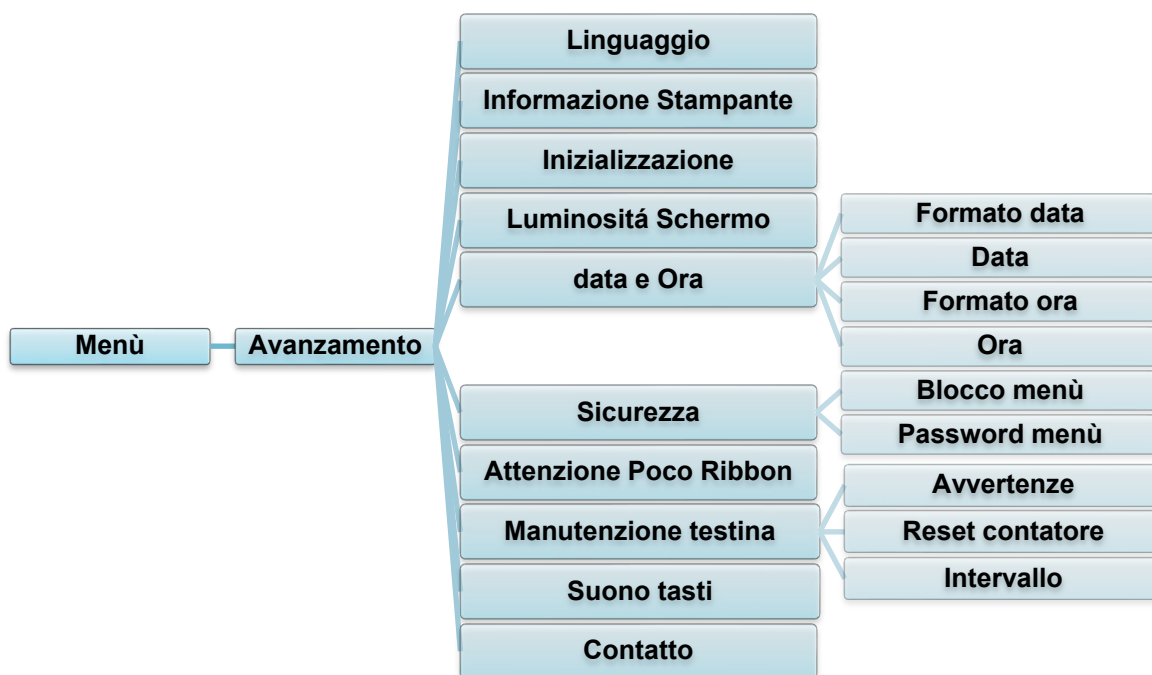 Menù
Avanzamento
Linguaggio
Informazione Stampante
Inizializzazione
Luminositá Schermo
data e Ora
Formato data
Data
Formato ora
Ora
Sicurezza
Blocco menù
Password menù
Attenzione Poco Ribbon
Manutenzione testina
Avvertenze
Reset contatore
Intervallo
Suono tasti
Contatto